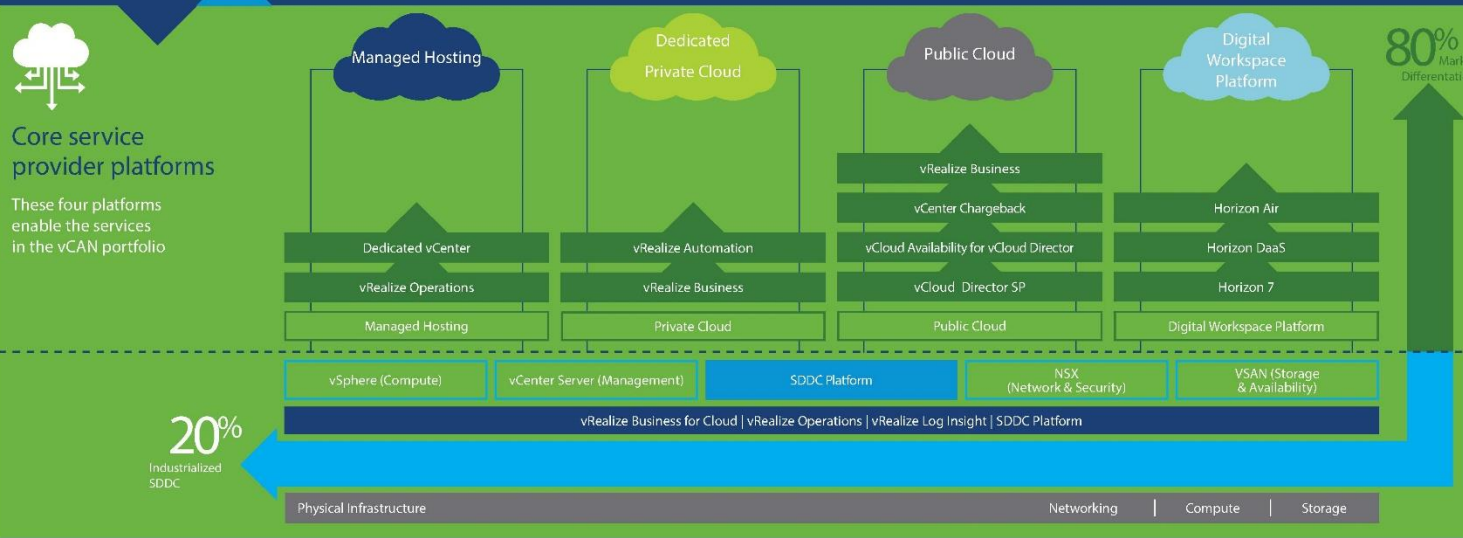 Core service
provider platforms
These four platforms
enable the services
in the vCAN portfolio
Managed Hosting
Dedicated
Private Cloud
Public Cloud
Digital
Workspace
Platform
80%
vRealize Business
vCenter Chargeback
Horizon Air
Dedicated vCenter
vRealize Automation
vCloud Availability for vCloud Director
Horizon DaaS
vRealize Operations
vRealize Business
vCloud Director SP
Horizon 7
Managed Hosting
Private Cloud
Public Cloud
Digital Workspace Platform
vSphere (Compute)
vCenter Server (Management)
SDDC Platform
NSX
(Network & Security)
VSAN (Storage
& Availability)
vRealize Business for Cloud | vRealize Operations | vRealize Log Insight | SDDC Platform
20%
Industrialized
SDDC
Physical Infrastructure
Networking | Compute | Storage